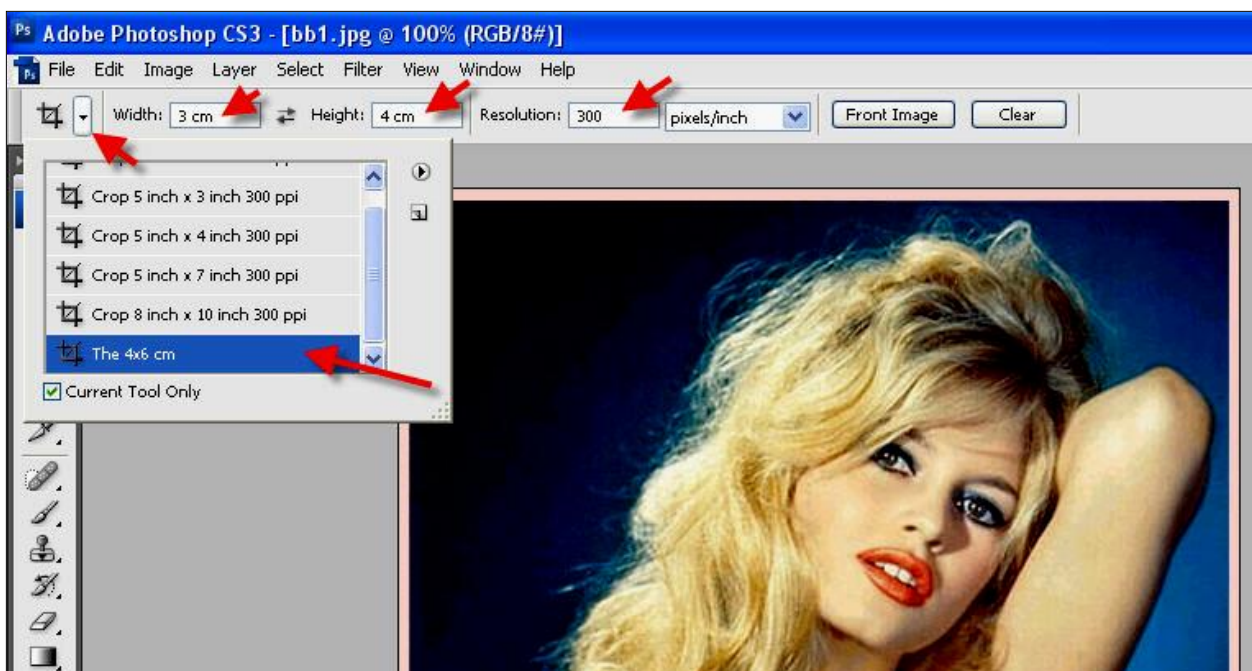 Ps Adobe Photoshop CS3 - [bb1.jpg @ 100% (RGB/8#)]
Ps File Edit Image Layer Select Filter View Window Help
Width: 3 cm Height: 4 cm Resolution: 300 pixels/inch Front Image Clear
Crop 5 inch x 3 inch 300 ppi
Crop 5 inch x 4 inch 300 ppi
Crop 5 inch x 7 inch 300 ppi
Crop 8 inch x 10 inch 300 ppi
The 4x6 cm
Current Tool Only